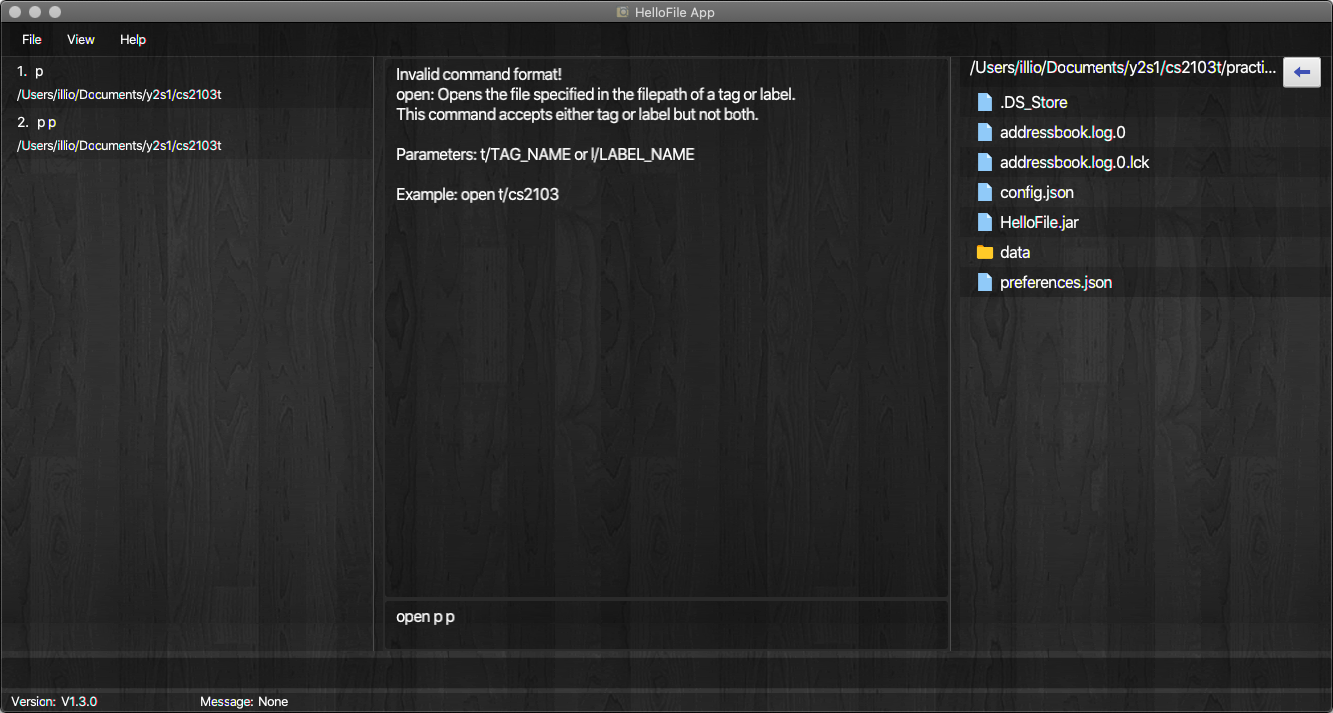 HelloFile App
File View Help
1. p
/Users/illio/Documents/y2s1/cs2103t
2. p p
/Users/illio/Documents/y2s1/cs2103t
Invalid command format!
open: Opens the file specified in the filepath of a tag or label.
This command accepts either tag or label but not both.
Parameters: t/TAG_NAME or l/LABEL_NAME
Example: open t/cs2103
open p p
/Users/illio/Documents/y2s1/cs2103t/practi...
.DS_Store
addressbook.log.0
addressbook.log.0.lck
config.json
HelloFile.jar
data
preferences.json
Version: V1.3.0 Message: None